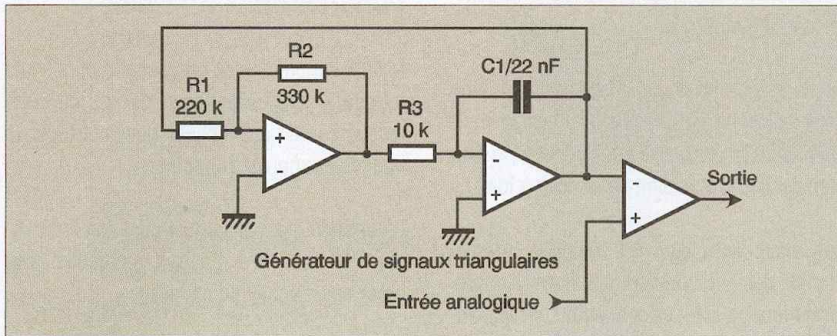 R2
C1/22 nF
R1
220 k
330 k
R3
10 k
+
-
-
+
-
+
Sortie
Générateur de signaux triangulaires
Entrée analogique